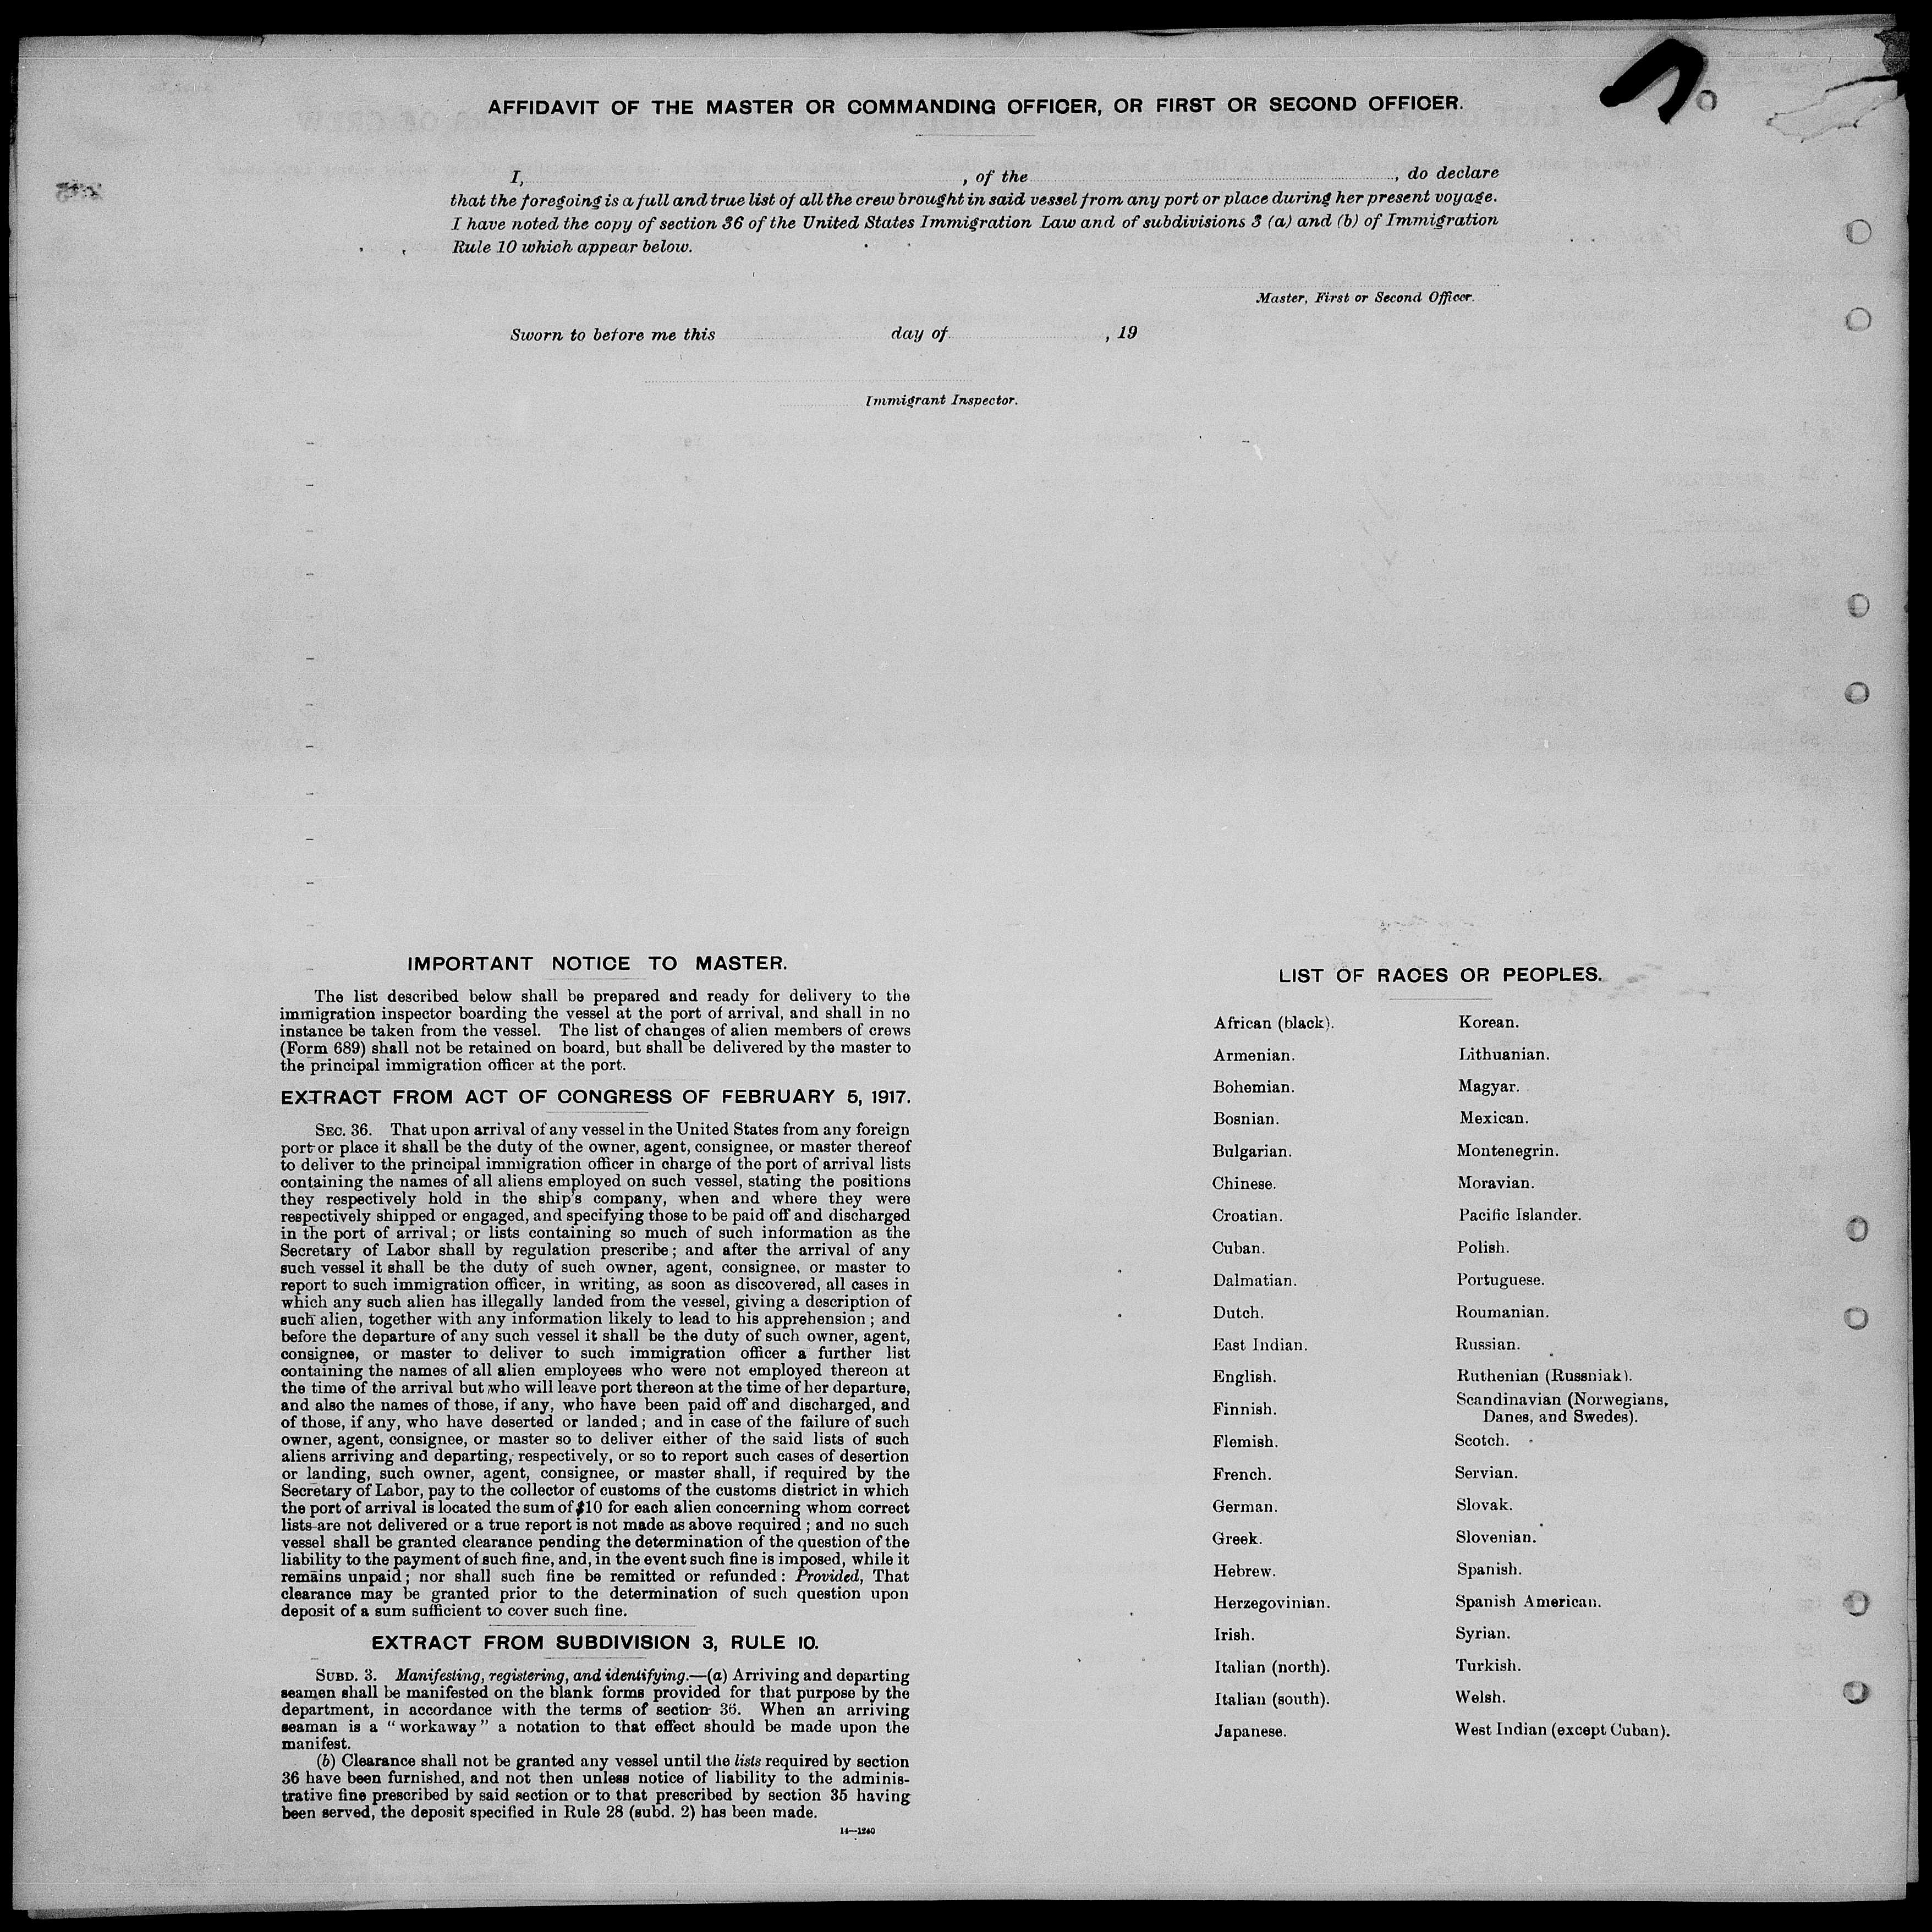 AFFIDAVIT OF THE MASTER OR COMMANDING OFFICER, OR FIRST OR SECOND OFFICER.
I, , of the , do declare
that the foregoing is a full and true list of all the crew brought in said vessel from any port or place during her present voyage.
I have noted the copy of section 36 of the United States Immigration Law and of subdivisions 3 (a) and (b) of Immigration
Rule 10 which appear below.
Master, First or Second Officer.
Sworn to before me this day of , 19
Immigrant Inspector.
IMPORTANT NOTICE TO MASTER.
The list described below shall be prepared and ready for delivery to the
immigration inspector boarding the vessel at the port of arrival, and shall in no
instance be taken from the vessel. The list of changes of alien members of crews
(Form 689) shall not be retained on board, but shall be delivered by the master to
the principal immigration officer at the port.
EXTRACT FROM ACT OF CONGRESS OF FEBRUARY 5, 1917.
SEC. 36. That upon arrival of any vessel in the United States from any foreign
port or place it shall be the duty of the owner, agent, consignee, or master thereof
to deliver to the principal immigration officer in charge of the port of arrival lists
containing the names of all aliens employed on such vessel, stating the positions
they respectively hold in the ship's company, when and where they were
respectively shipped or engaged, and specifying those to be paid off and discharged
in the port of arrival; or lists containing so much of such information as the
Secretary of Labor shall by regulation prescribe; and after the arrival of any
such vessel it shall be the duty of such owner, agent, consignee, or master to
report to such immigration officer, in writing, as soon as discovered, all cases in
which any such alien has illegally landed from the vessel, giving a description of
such alien, together with any information likely to lead to his apprehension; and
before the departure of any such vessel it shall be the duty of such owner, agent,
consignee, or master to deliver to such immigration officer a further list
containing the names of all alien employees who were not employed thereon at
the time of the arrival but who will leave port thereon at the time of her departure,
and also the names of those, if any, who have been paid off and discharged, and
of those, if any, who have deserted or landed; and in case of the failure of such
owner, agent, consignee, or master so to deliver either of the said lists of such
aliens arriving and departing, respectively, or so to report such cases of desertion
or landing, such owner, agent, consignee, or master shall, if required by the
Secretary of Labor, pay to the collector of customs of the customs district in which
the port of arrival is located the sum of $10 for each alien concerning whom correct
lists are not delivered or a true report is not made as above required; and no such
vessel shall be granted clearance pending the determination of the question of the
liability to the payment of such fine, and, in the event such fine is imposed, while it
remains unpaid; nor shall such fine be remitted or refunded: Provided, That
clearance may be granted prior to the determination of such question upon
deposit of a sum sufficient to cover such fine.
EXTRACT FROM SUBDIVISION 3, RULE 10.
SUBD. 3. Manifesting, registering, and identifying.—(a) Arriving and departing
seamen shall be manifested on the blank forms provided for that purpose by the
department, in accordance with the terms of section 36. When an arriving
seaman is a "workaway" a notation to that effect should be made upon the
manifest.
(b) Clearance shall not be granted any vessel until the lists required by section
36 have been furnished, and not then unless notice of liability to the adminis-
trative fine prescribed by said section or to that prescribed by section 35 having
been served, the deposit specified in Rule 28 (subd. 2) has been made.
14—1240
LIST OF RACES OR PEOPLES.
African (black).
Armenian.
Bohemian.
Bosnian.
Bulgarian.
Chinese.
Croatian.
Cuban.
Dalmatian.
Dutch.
East Indian.
English.
Finnish.
Flemish.
French.
German.
Greek.
Hebrew.
Herzegovinian.
Irish.
Italian (north).
Italian (south).
Japanese.
Korean.
Lithuanian.
Magyar.
Mexican.
Montenegrin.
Moravian.
Pacific Islander.
Polish.
Portuguese.
Roumanian.
Russian.
Ruthenian (Russniak).
Scandinavian (Norwegians,
Danes, and Swedes).
Scotch.
Servian.
Slovak.
Slovenian.
Spanish.
Spanish American.
Syrian.
Turkish.
Welsh.
West Indian (except Cuban).